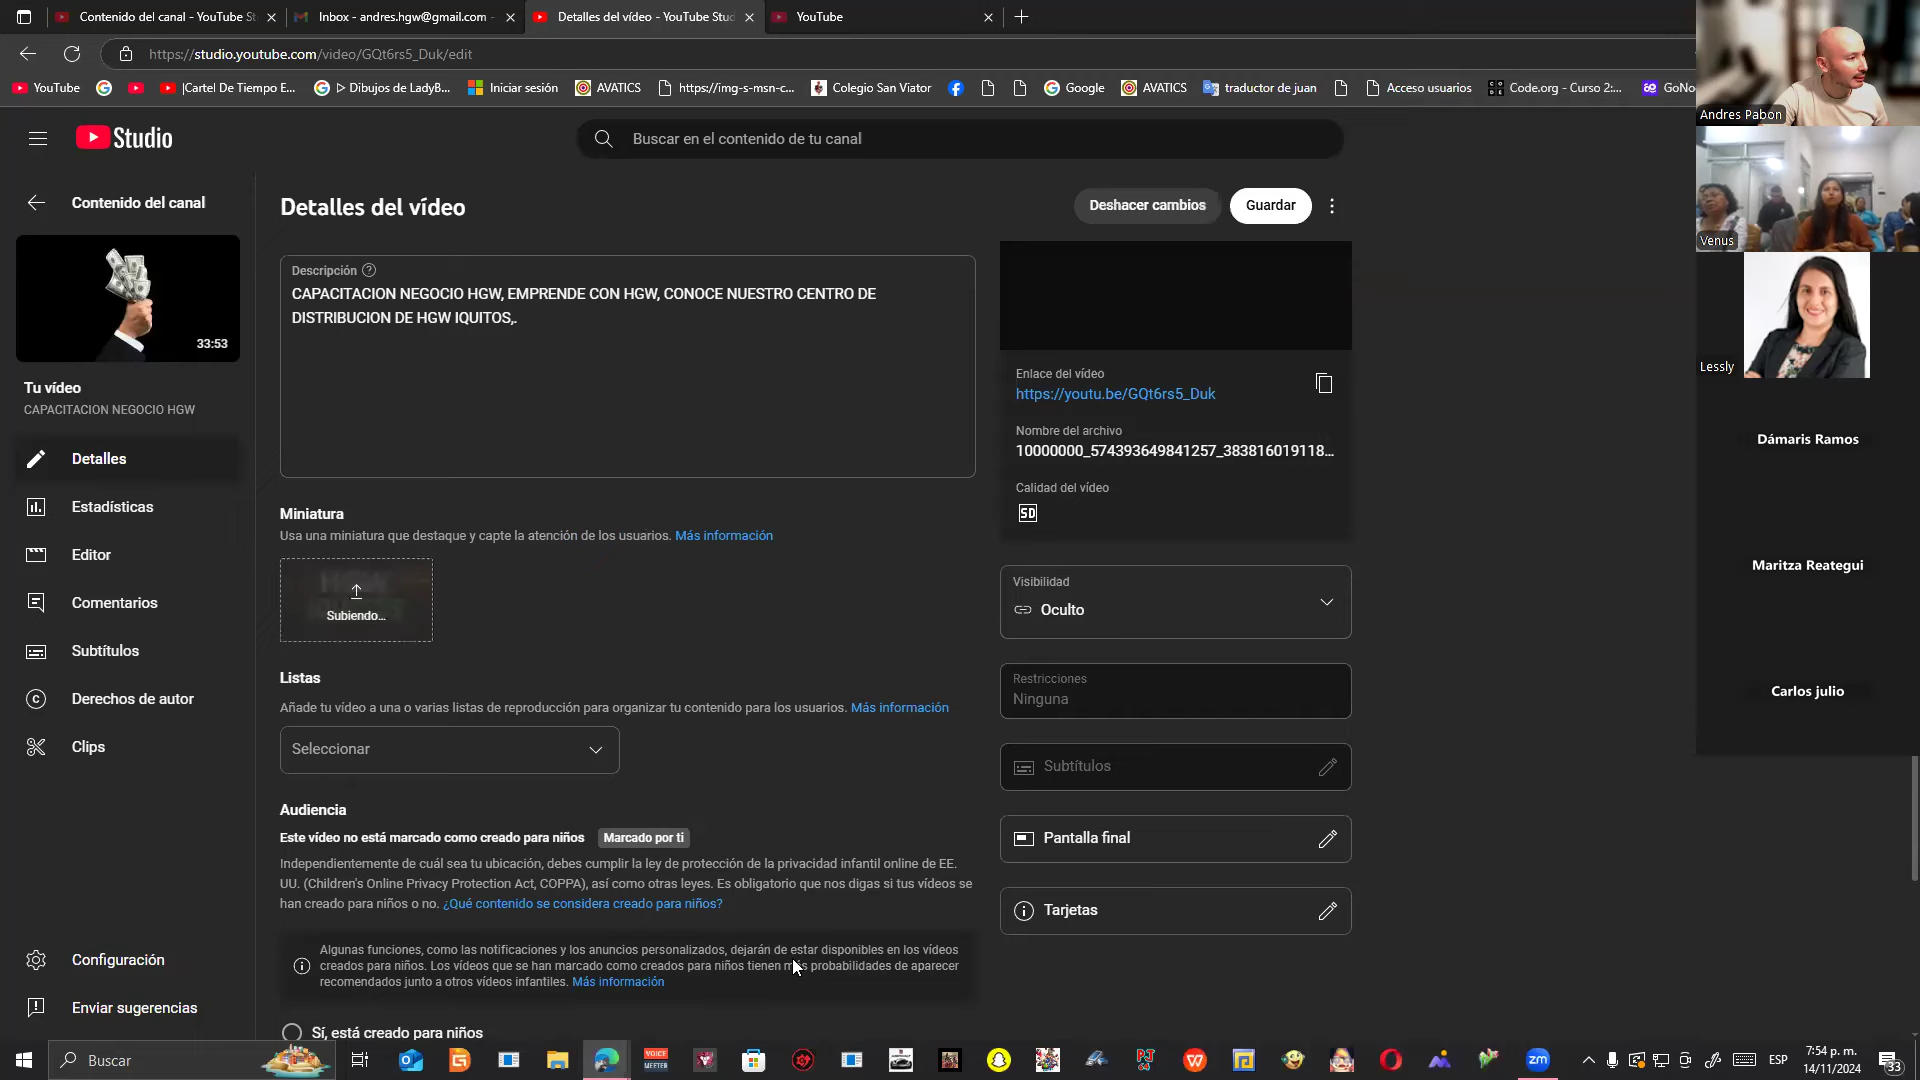 Contenido del canal - YouTube St
Inbox - andres.hgw@gmail.com -
Detalles del vídeo - YouTube Stud
YouTube
https://studio.youtube.com/video/GQt6rs5_Duk/edit
YouTube
|Cartel De Tiempo E...
▷ Dibujos de LadyB...
Iniciar sesión
AVATICS
https://img-s-msn-c...
Colegio San Viator
Google
AVATICS
traductor de juan
Acceso usuarios
Code.org - Curso 2:...
GoNo
Studio
Buscar en el contenido de tu canal
Contenido del canal
33:53
Tu vídeo
CAPACITACION NEGOCIO HGW
Detalles
Estadísticas
Editor
Comentarios
Subtítulos
Derechos de autor
Clips
Configuración
Enviar sugerencias
Detalles del vídeo
Deshacer cambios
Guardar
Descripción
CAPACITACION NEGOCIO HGW, EMPRENDE CON HGW, CONOCE NUESTRO CENTRO DE
DISTRIBUCION DE HGW IQUITOS,.
Miniatura
Usa una miniatura que destaque y capte la atención de los usuarios. Más información
Subiendo...
Listas
Añade tu vídeo a una o varias listas de reproducción para organizar tu contenido para los usuarios. Más información
Seleccionar
Audiencia
Este vídeo no está marcado como creado para niños
Marcado por ti
Independientemente de cuál sea tu ubicación, debes cumplir la ley de protección de la privacidad infantil online de EE.
UU. (Children's Online Privacy Protection Act, COPPA), así como otras leyes. Es obligatorio que nos digas si tus vídeos se
han creado para niños o no. ¿Qué contenido se considera creado para niños?
Algunas funciones, como las notificaciones y los anuncios personalizados, dejarán de estar disponibles en los vídeos
creados para niños. Los vídeos que se han marcado como creados para niños tienen más probabilidades de aparecer
recomendados junto a otros vídeos infantiles. Más información
Sí, está creado para niños
Enlace del vídeo
https://youtu.be/GQt6rs5_Duk
Nombre del archivo
10000000_574393649841257_383816019118...
Calidad del vídeo
SD
Visibilidad
Oculto
Restricciones
Ninguna
Subtítulos
Pantalla final
Tarjetas
Andres Pabon
Venus
Lessly
Dámaris Ramos
Maritza Reategui
Carlos julio
Buscar
VOICE
MEETER
zm
ESP
7:54 p. m.
14/11/2024
33